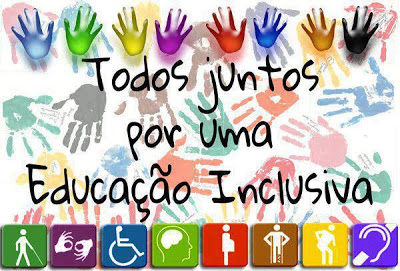 Todos juntos
por uma
Educação Inclusiva